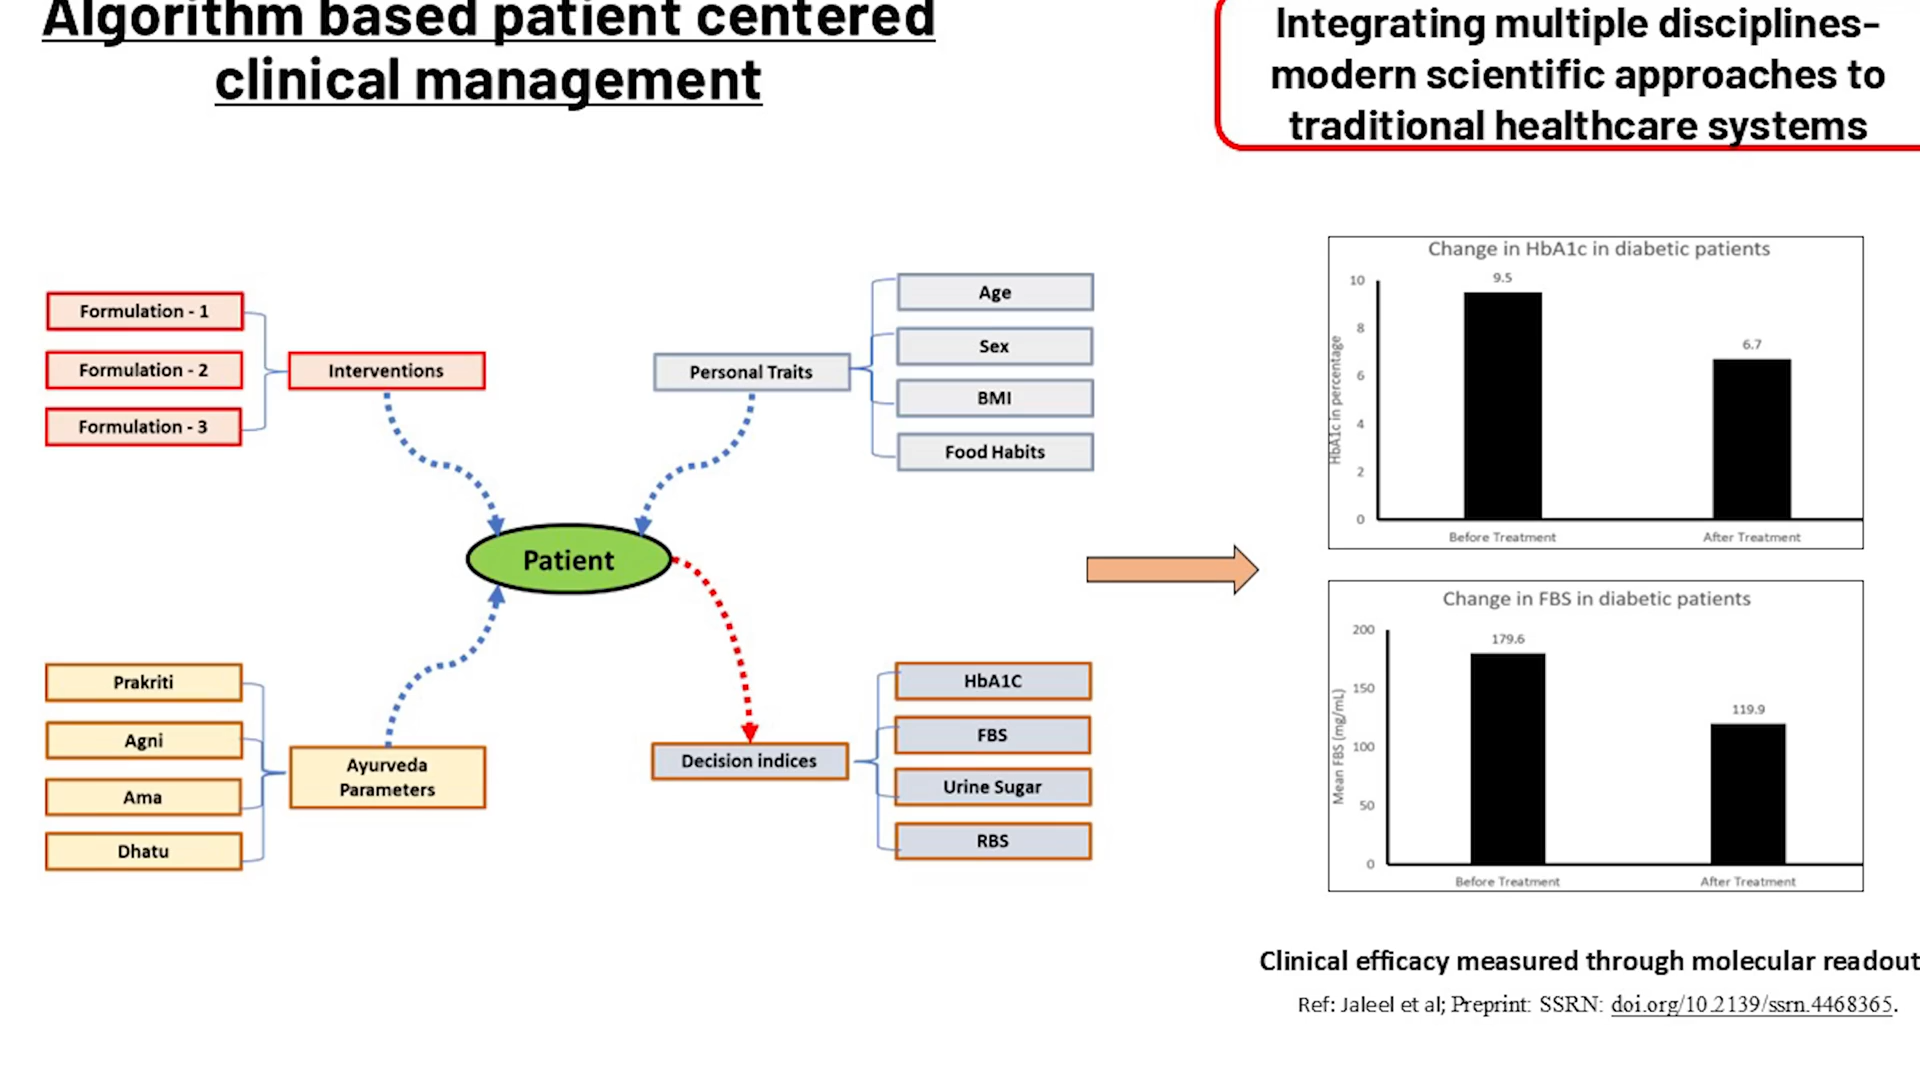 Algorithm based patient centered
clinical management
Integrating multiple disciplines-
modern scientific approaches to
traditional healthcare systems
Formulation - 1
Formulation - 2
Formulation - 3
Interventions
Personal Traits
Age
Sex
BMI
Food Habits
Patient
Prakriti
Agni
Ama
Dhatu
Ayurveda
Parameters
Decision indices
HbA1C
FBS
Urine Sugar
RBS
Change in HbA1c in diabetic patients
HbA1c in percentage
10
8
6
4
2
0
9.5
6.7
Before Treatment
After Treatment
Change in FBS in diabetic patients
Mean FBS (mg/mL)
200
150
100
50
0
179.6
119.9
Before Treatment
After Treatment
Clinical efficacy measured through molecular readout
Ref: Jaleel et al; Preprint: SSRN: doi.org/10.2139/ssrn.4468365.